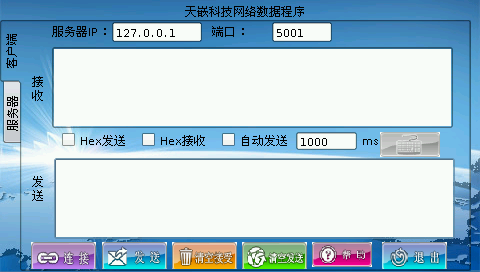 天嵌科技网络数据程序
客户端
服务器
服务器IP： 127.0.0.1 端口： 5001
接收
Hex发送 Hex接收 自动发送 1000 ms
发送
连接 发送 清空接受 清空发送 帮助 退出